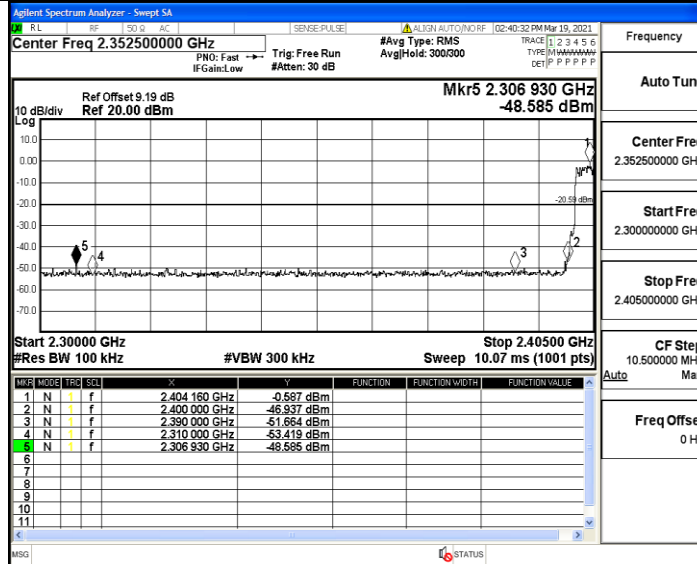 Agilent Spectrum Analyzer - Swept SA
RL RF 50 Ω AC SENSE:PULSE ALIGN AUTO/NO RF 02:40:32 PM Mar 19, 2021
Center Freq 2.352500000 GHz #Avg Type: RMS TRACE 1 2 3 4 5 6
PNO: Fast Trig: Free Run Avg|Hold: 300/300 TYPE M W W W W W
IFGain:Low #Atten: 30 dB DET P P P P P P
Mkr5 2.306 930 GHz
-48.585 dBm
Ref Offset 9.19 dB
10 dB/div Ref 20.00 dBm
Log
10.0
0.00
-10.0
-20.0
-30.0
-40.0
-50.0
-60.0
-70.0
1
-20.59 dBm
5
4
3
2
Start 2.30000 GHz Stop 2.40500 GHz
#Res BW 100 kHz #VBW 300 kHz Sweep 10.07 ms (1001 pts)
MKR MODE TRC SCL X Y FUNCTION FUNCTION WIDTH FUNCTION VALUE
1 N 1 f 2.404 160 GHz -0.587 dBm
2 N 1 f 2.400 000 GHz -46.937 dBm
3 N 1 f 2.390 000 GHz -51.664 dBm
4 N 1 f 2.310 000 GHz -53.419 dBm
5 N 1 f 2.306 930 GHz -48.585 dBm
6
7
8
9
10
11
MSG STATUS
Frequency
Auto Tun
Center Fre
2.352500000 GH
Start Fre
2.300000000 GH
Stop Fre
2.405000000 GH
CF Step
10.500000 MH
Auto Ma
Freq Offse
0 H